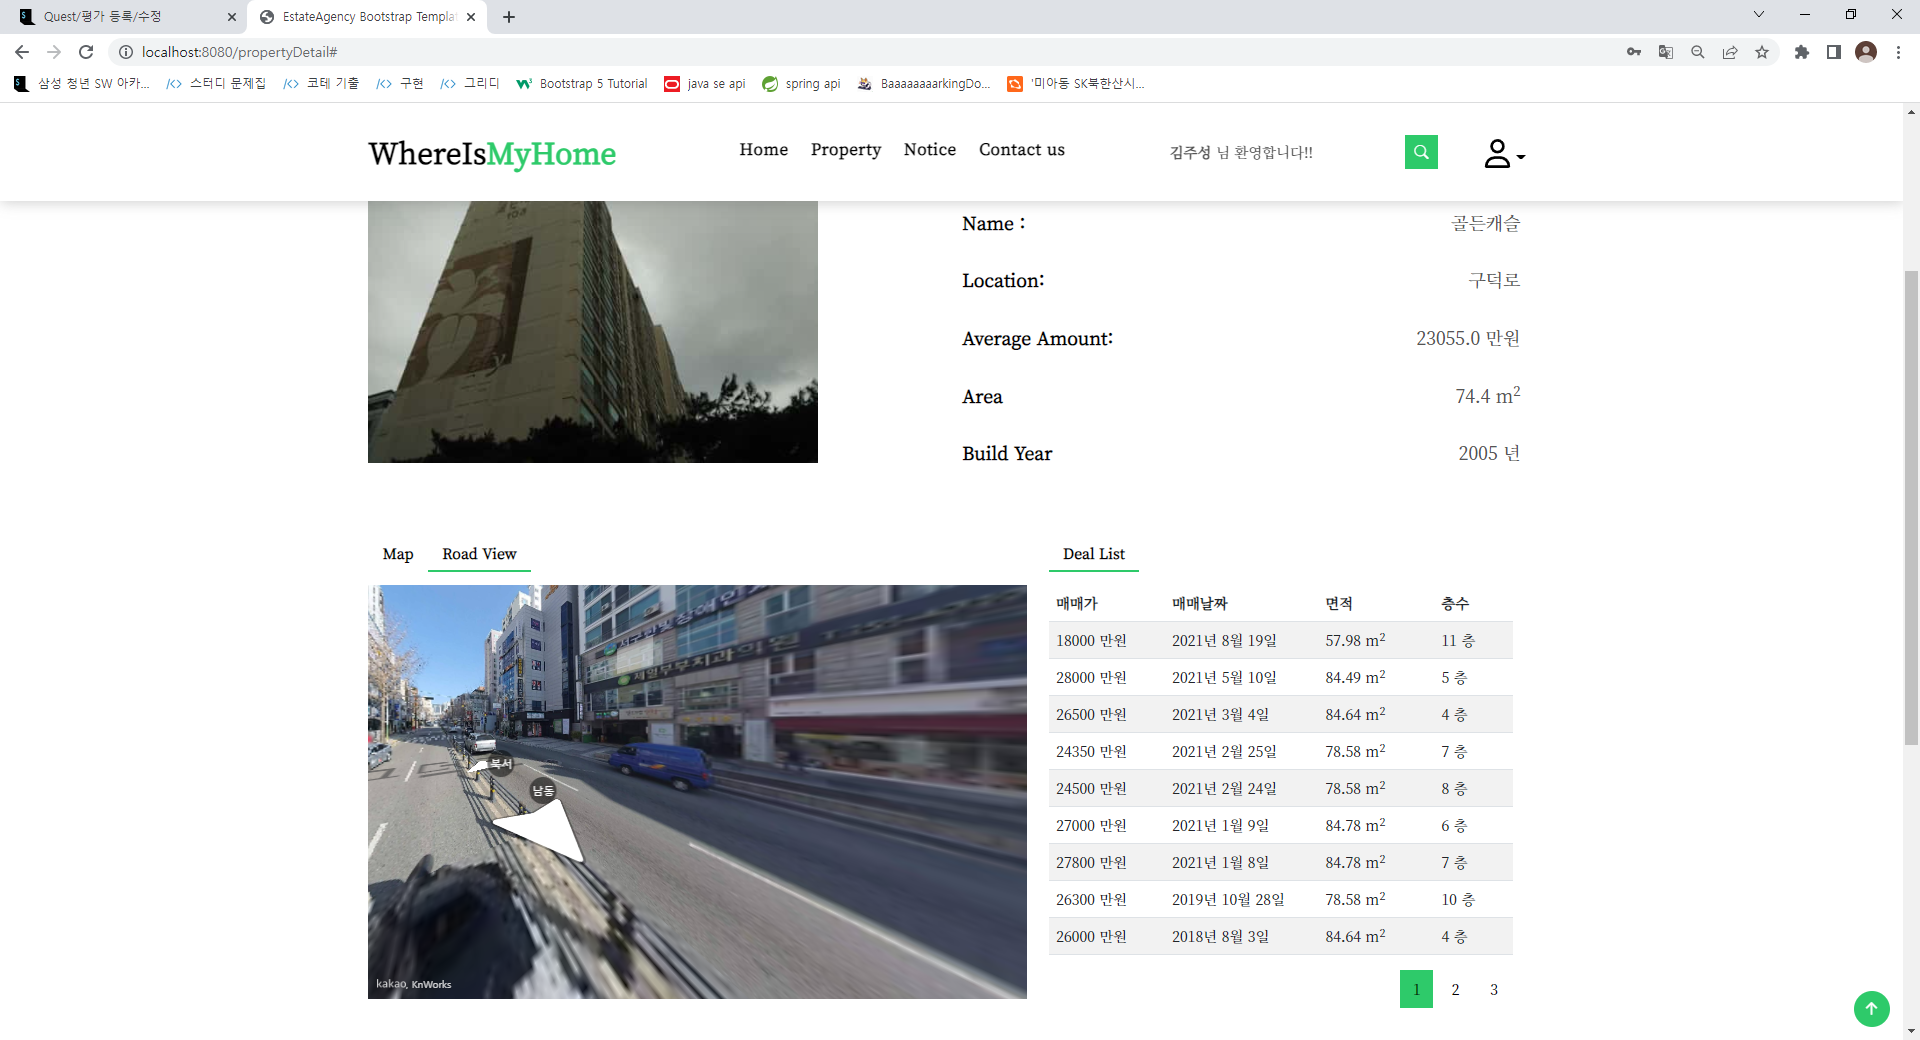 Quest/평가 등록/수정
EstateAgency Bootstrap Templa
localhost:8080/propertyDetail#
삼성 청년 SW 아카...
스터디 문제집
코테 기출
구현
그리디
Bootstrap 5 Tutorial
java se api
spring api
BaaaaaaaarkingDo...
'미아동 SK북한산시...
WhereIsMyHome
Home
Property
Notice
Contact us
김주성 님 환영합니다!!
Name :
골든캐슬
Location:
구덕로
Average Amount:
23055.0 만원
Area
74.4 m²
Build Year
2005 년
Map
Road View
북서
남동
kakao, KnWorks
Deal List
매매가 매매날짜 면적 층수
18000 만원 2021년 8월 19일 57.98 m² 11 층
28000 만원 2021년 5월 10일 84.49 m² 5 층
26500 만원 2021년 3월 4일 84.64 m² 4 층
24350 만원 2021년 2월 25일 78.58 m² 7 층
24500 만원 2021년 2월 24일 78.58 m² 8 층
27000 만원 2021년 1월 9일 84.78 m² 6 층
27800 만원 2021년 1월 8일 84.78 m² 7 층
26300 만원 2019년 10월 28일 78.58 m² 10 층
26000 만원 2018년 8월 3일 84.64 m² 4 층
1 2 3